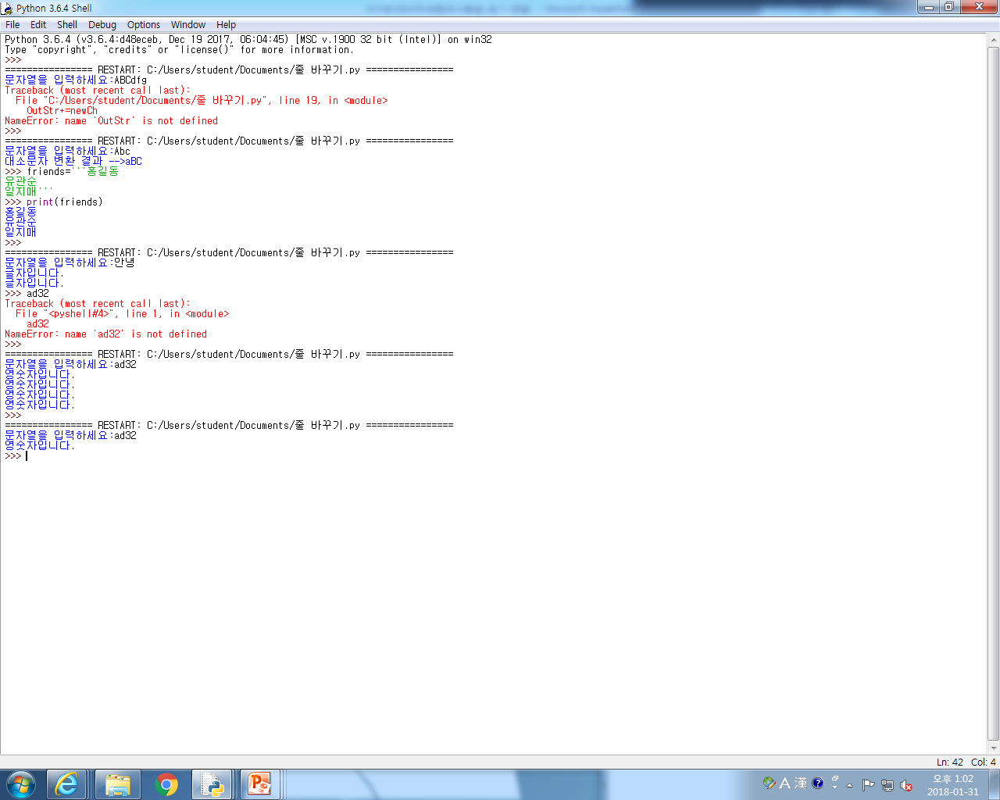 Python 3.6.4 Shell
File Edit Shell Debug Options Window Help
Python 3.6.4 (v3.6.4:d48eceb, Dec 19 2017, 06:04:45) [MSC v.1900 32 bit (Intel)] on win32
Type "copyright", "credits" or "license()" for more information.
>>>
================ RESTART: C:/Users/student/Documents/줄 바꾸기.py ================
문자열을 입력하세요:ABCdfg
Traceback (most recent call last):
  File "C:/Users/student/Documents/줄 바꾸기.py", line 19, in <module>
    OutStr+=newCh
NameError: name 'OutStr' is not defined
>>>
================ RESTART: C:/Users/student/Documents/줄 바꾸기.py ================
문자열을 입력하세요:Abc
대소문자 변환 결과 -->aBC
>>> friends='''홍길동
유관순
일지매'''
>>> print(friends)
홍길동
유관순
일지매
>>>
================ RESTART: C:/Users/student/Documents/줄 바꾸기.py ================
문자열을 입력하세요:안녕
글자입니다.
글자입니다.
>>> ad32
Traceback (most recent call last):
  File "<pyshell#4>", line 1, in <module>
    ad32
NameError: name 'ad32' is not defined
>>>
================ RESTART: C:/Users/student/Documents/줄 바꾸기.py ================
문자열을 입력하세요:ad32
영숫자입니다.
영숫자입니다.
영숫자입니다.
영숫자입니다.
>>>
================ RESTART: C:/Users/student/Documents/줄 바꾸기.py ================
문자열을 입력하세요:ad32
영숫자입니다.
>>>
Ln: 42 Col: 4
A 漢
오후 1:02
2018-01-31